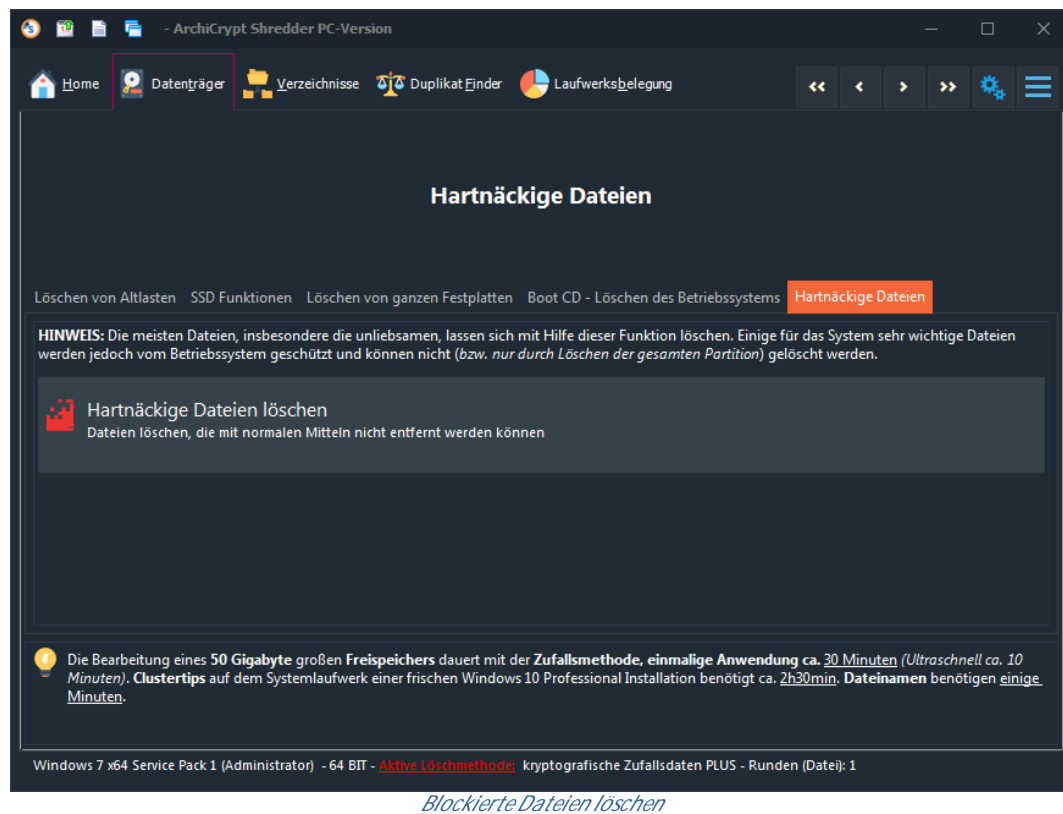 - ArchiCrypt Shredder PC-Version
Home Datenträger Verzeichnisse Duplikat Finder Laufwerksbelegung
Hartnäckige Dateien
Löschen von Altlasten SSD Funktionen Löschen von ganzen Festplatten Boot CD - Löschen des Betriebssystems Hartnäckige Dateien
HINWEIS: Die meisten Dateien, insbesondere die unliebsamen, lassen sich mit Hilfe dieser Funktion löschen. Einige für das System sehr wichtige Dateien
werden jedoch vom Betriebssystem geschützt und können nicht (bzw. nur durch Löschen der gesamten Partition) gelöscht werden.
Hartnäckige Dateien löschen
Dateien löschen, die mit normalen Mitteln nicht entfernt werden können
Die Bearbeitung eines 50 Gigabyte großen Freispeichers dauert mit der Zufallsmethode, einmalige Anwendung ca. 30 Minuten (Ultraschnell ca. 10
Minuten). Clustertips auf dem Systemlaufwerk einer frischen Windows 10 Professional Installation benötigt ca. 2h30min. Dateinamen benötigen einige
Minuten.
Windows 7 x64 Service Pack 1 (Administrator) - 64 BIT - Aktive Löschmethode: kryptografische Zufallsdaten PLUS - Runden (Datei): 1
Blockierte Dateien löschen